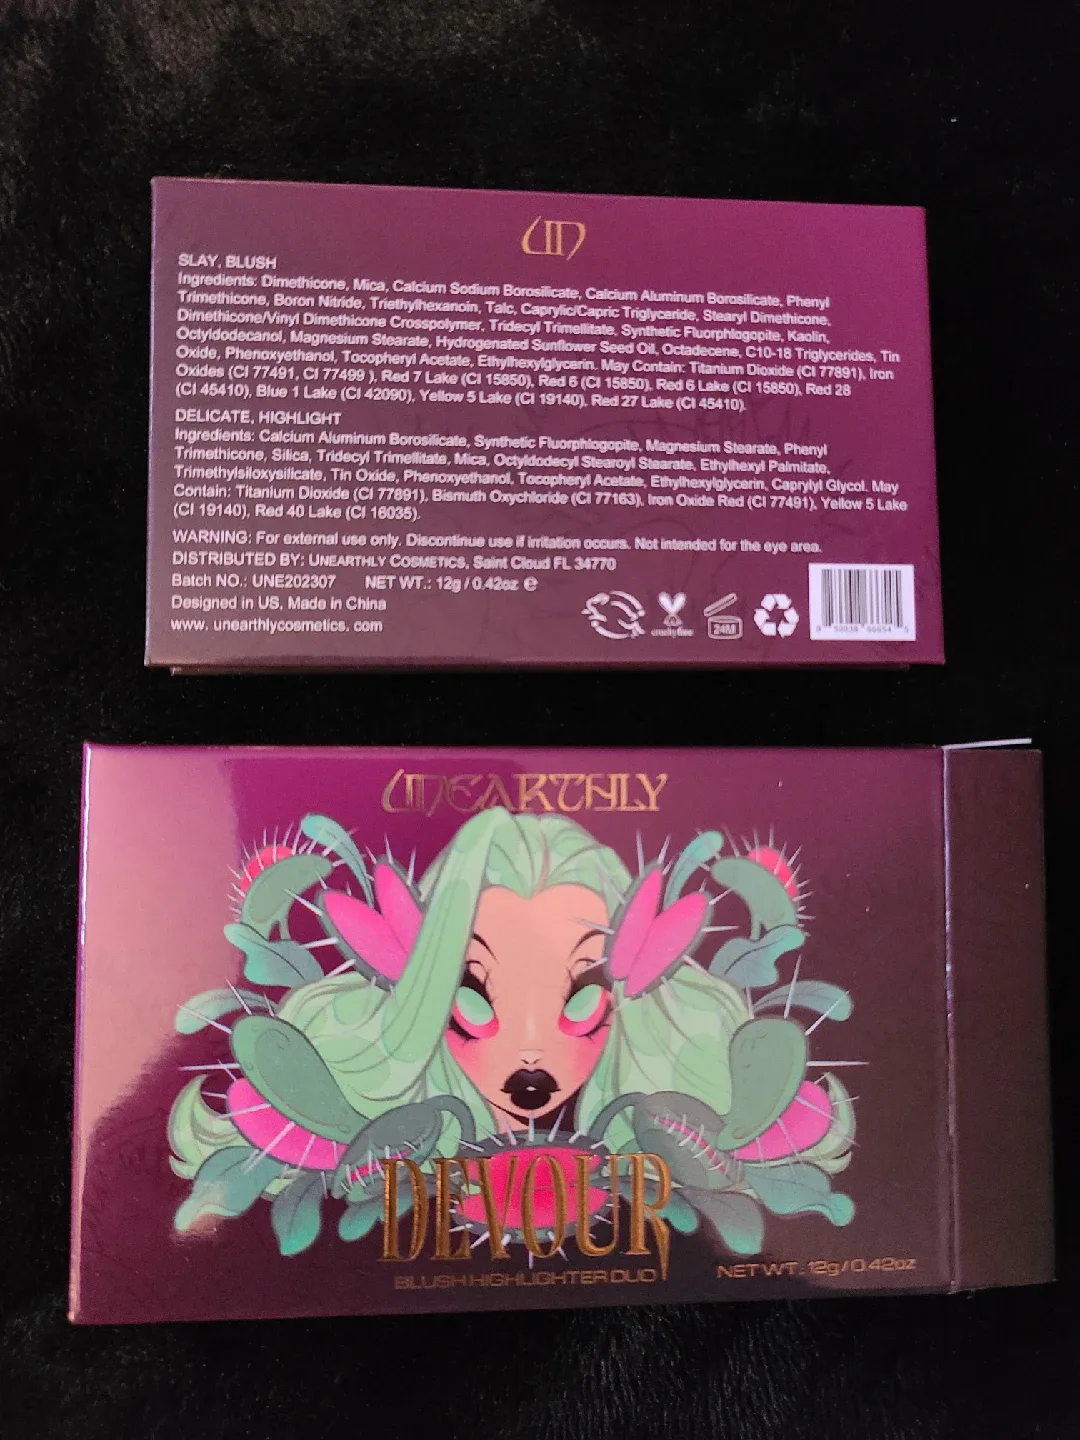 UN
SLAY, BLUSH
Ingredients: Dimethicone, Mica, Calcium Sodium Borosilicate, Calcium Aluminum Borosilicate, Phenyl
Trimethicone, Boron Nitride, Triethylhexanoin, Talc, Caprylic/Capric Triglyceride, Stearyl Dimethicone,
Dimethicone/Vinyl Dimethicone Crosspolymer, Tridecyl Trimellitate, Synthetic Fluorphlogopite, Kaolin,
Octyldodecanol, Magnesium Stearate, Hydrogenated Sunflower Seed Oil, Octadecene, C10-18 Triglycerides, Tin
Oxide, Phenoxyethanol, Tocopheryl Acetate, Ethylhexylglycerin. May Contain: Titanium Dioxide (CI 77891), Iron
Oxides (CI 77491, CI 77499 ), Red 7 Lake (CI 15850), Red 6 (CI 15850), Red 6 Lake (CI 15850), Red 28
(CI 45410), Blue 1 Lake (CI 42090), Yellow 5 Lake (CI 19140), Red 27 Lake (CI 45410).
DELICATE, HIGHLIGHT
Ingredients: Calcium Aluminum Borosilicate, Synthetic Fluorphlogopite, Magnesium Stearate, Phenyl
Trimethicone, Silica, Tridecyl Trimellitate, Mica, Octyldodecyl Stearoyl Stearate, Ethylhexyl Palmitate,
Trimethylsiloxysilicate, Tin Oxide, Phenoxyethanol, Tocopheryl Acetate, Ethylhexylglycerin, Caprylyl Glycol. May
Contain: Titanium Dioxide (CI 77891), Bismuth Oxychloride (CI 77163), Iron Oxide Red (CI 77491), Yellow 5 Lake
(CI 19140), Red 40 Lake (CI 16035).
WARNING: For external use only. Discontinue use if irritation occurs. Not intended for the eye area.
DISTRIBUTED BY: UNEARTHLY COSMETICS, Saint Cloud FL 34770
Batch NO.: UNE202307 NET WT.: 12g / 0.42oz ℮
Designed in US, Made in China
www. unearthlycosmetics. com
cruelty free
24M
UNEARTHLY
DEVOUR
BLUSH HIGHLIGHTER DUO
NET WT. 12g / 0.42oz